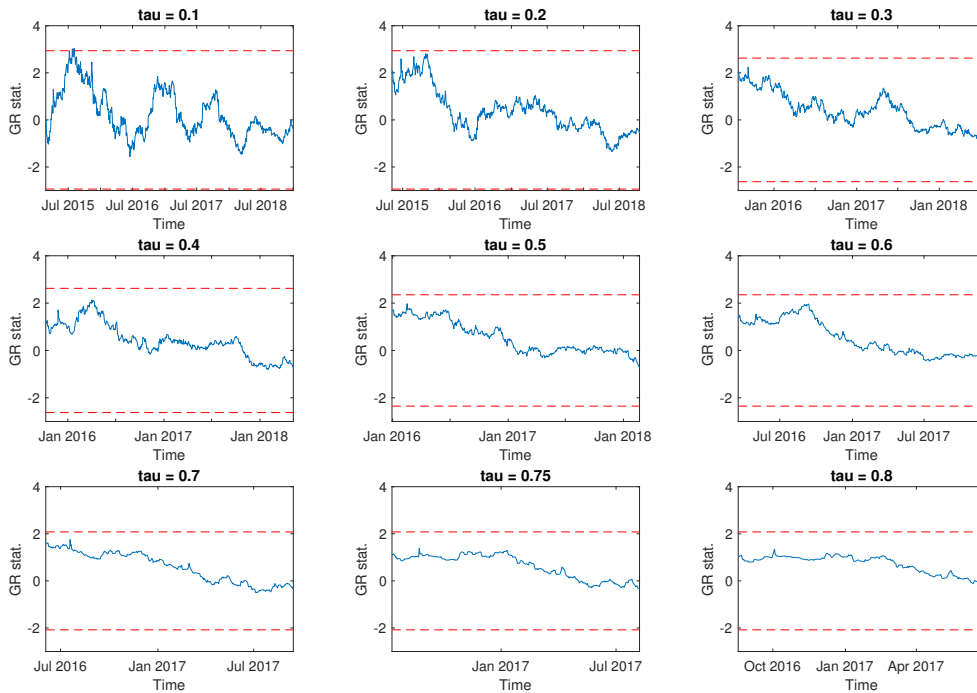 tau = 0.1
4
2
0
-2
GR stat.
Jul 2015 Jul 2016 Jul 2017 Jul 2018
Time
tau = 0.2
4
2
0
-2
GR stat.
Jul 2015 Jul 2016 Jul 2017 Jul 2018
Time
tau = 0.3
4
2
0
-2
GR stat.
Jan 2016 Jan 2017 Jan 2018
Time
tau = 0.4
4
2
0
-2
GR stat.
Jan 2016 Jan 2017 Jan 2018
Time
tau = 0.5
4
2
0
-2
GR stat.
Jan 2016 Jan 2017 Jan 2018
Time
tau = 0.6
4
2
0
-2
GR stat.
Jul 2016 Jan 2017 Jul 2017
Time
tau = 0.7
4
2
0
-2
GR stat.
Jul 2016 Jan 2017 Jul 2017
Time
tau = 0.75
4
2
0
-2
GR stat.
Jan 2017 Jul 2017
Time
tau = 0.8
4
2
0
-2
GR stat.
Oct 2016 Jan 2017 Apr 2017
Time